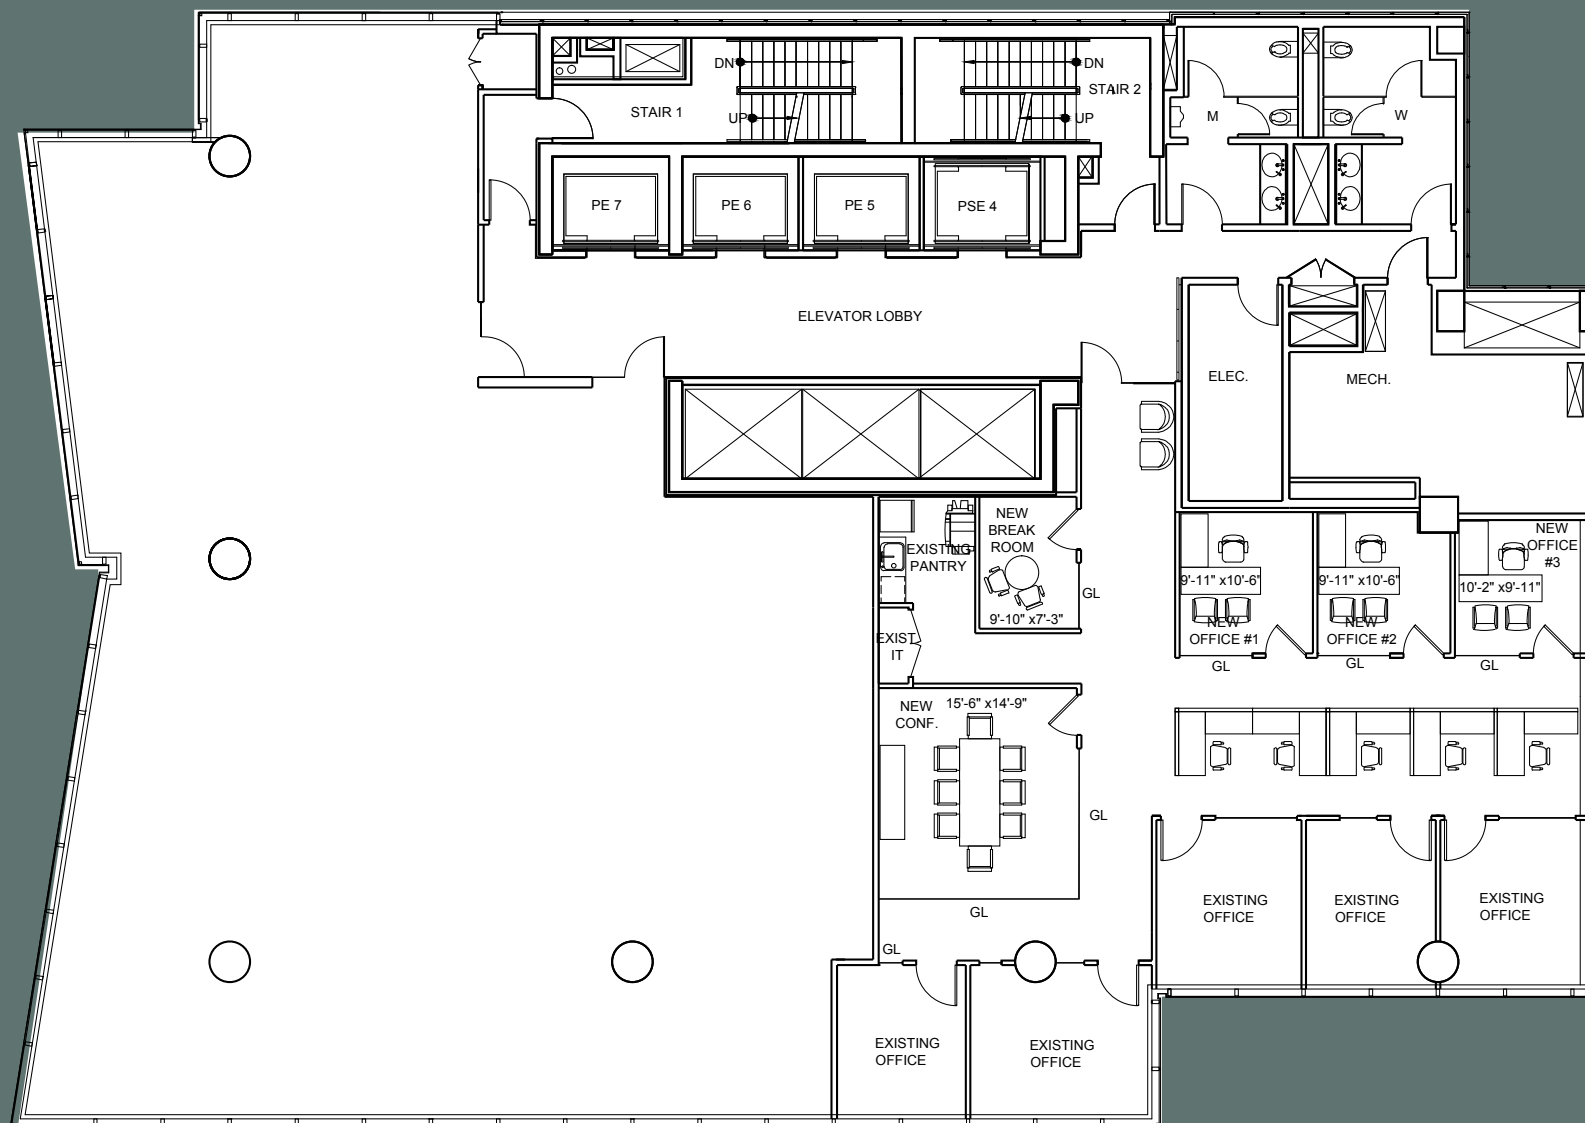 DN
UP
STAIR 1
DN
STAIR 2
UP
M
W
PE 7
PE 6
PE 5
PSE 4
ELEVATOR LOBBY
ELEC.
MECH.
EXISTING
PANTRY
NEW
BREAK
ROOM
9'-10" x7'-3"
GL
EXIST.
IT
9'-11" x10'-6"
NEW
OFFICE #1
GL
9'-11" x10'-6"
NEW
OFFICE #2
GL
NEW
OFFICE
#3
10'-2" x9'-11"
GL
NEW
CONF.
15'-6" x14'-9"
GL
GL
GL
EXISTING
OFFICE
EXISTING
OFFICE
EXISTING
OFFICE
EXISTING
OFFICE
EXISTING
OFFICE